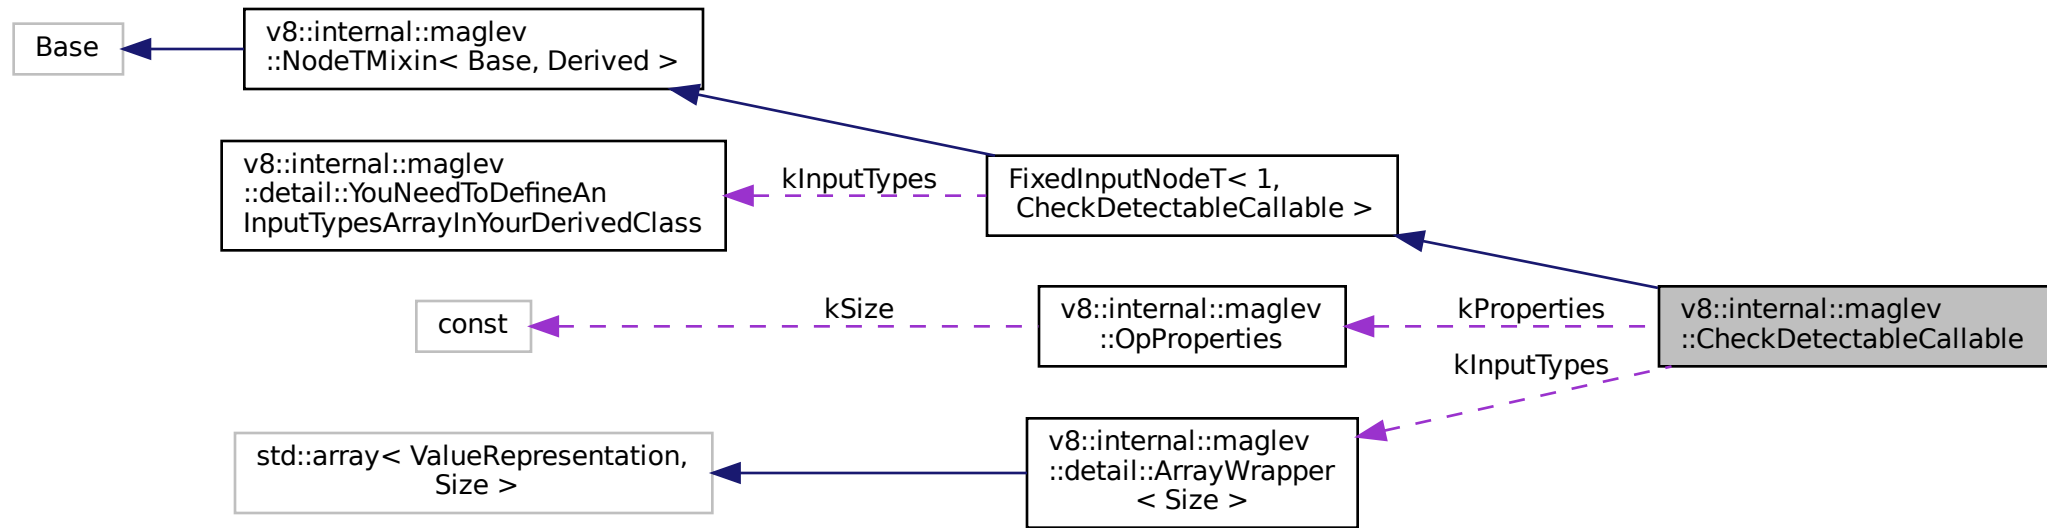 Base
v8::internal::maglev
::NodeTMixin< Base, Derived >
v8::internal::maglev
::detail::YouNeedToDefineAn
InputTypesArrayInYourDerivedClass
kInputTypes
FixedInputNodeT< 1,
CheckDetectableCallable >
const
kSize
v8::internal::maglev
::OpProperties
kProperties
v8::internal::maglev
::CheckDetectableCallable
kInputTypes
std::array< ValueRepresentation,
Size >
v8::internal::maglev
::detail::ArrayWrapper
< Size >